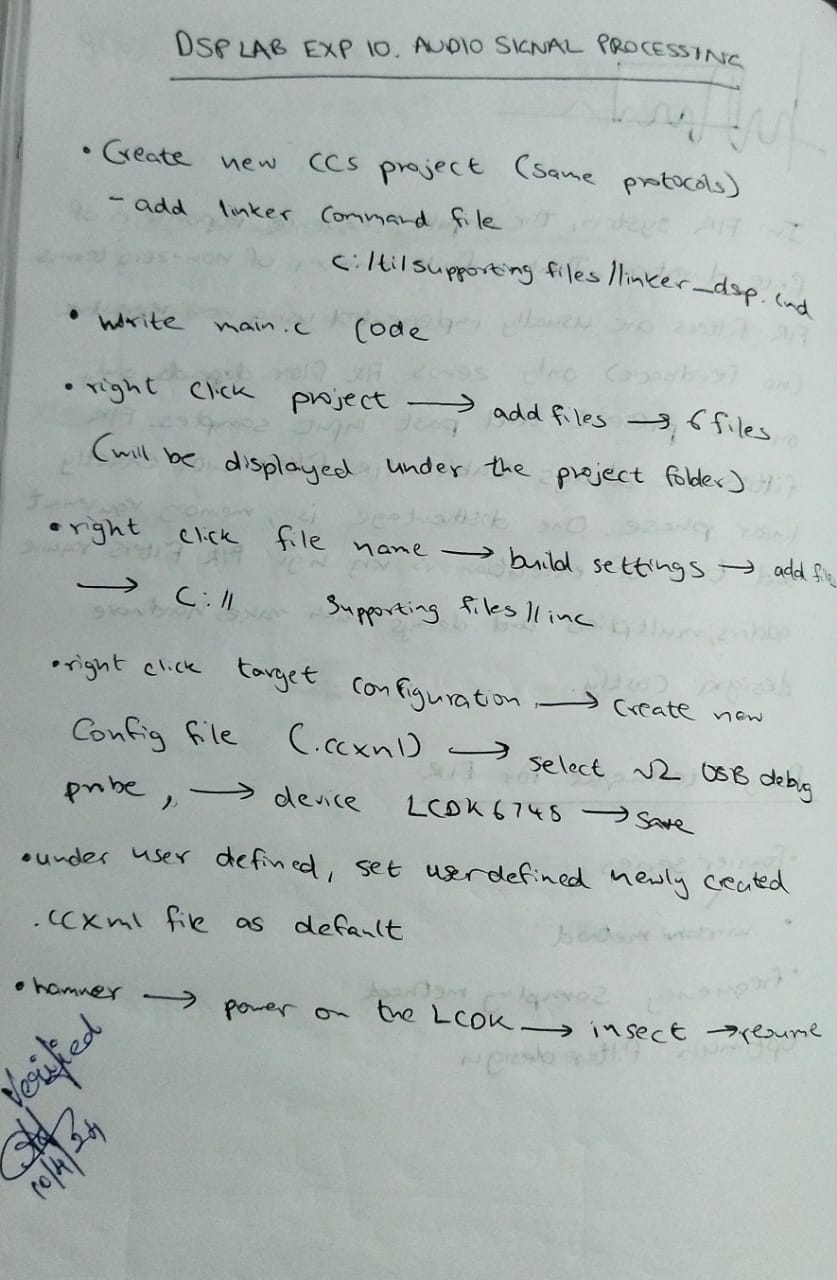 DSP LAB EXP 10. AUDIO SIGNAL PROCESSING
• Create new CCS project (same protocols)
- add linker command file
C:/ti/supporting files//linker_dsp.cmd
• Write main.c code
• right click project → add files → 6 files
(will be displayed under the project folder)
• right click file name → build settings → add file
→ C:// Supporting files//inc
• right click target configuration → create new
Config file (.ccxml) → select v2 USB debug
probe, → device LCDK6748 → save
• under user defined, set userdefined newly created
.ccxml file as default
• hammer → power on the LCDK → insect → resume
Verified
10/4/24